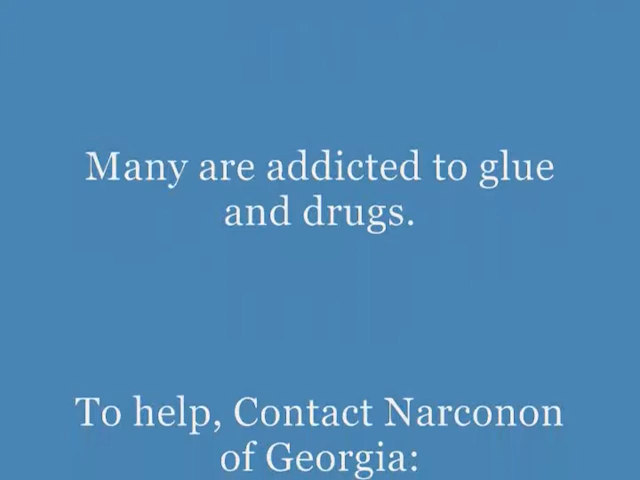 Many are addicted to glue
and drugs.
To help, Contact Narconon
of Georgia: